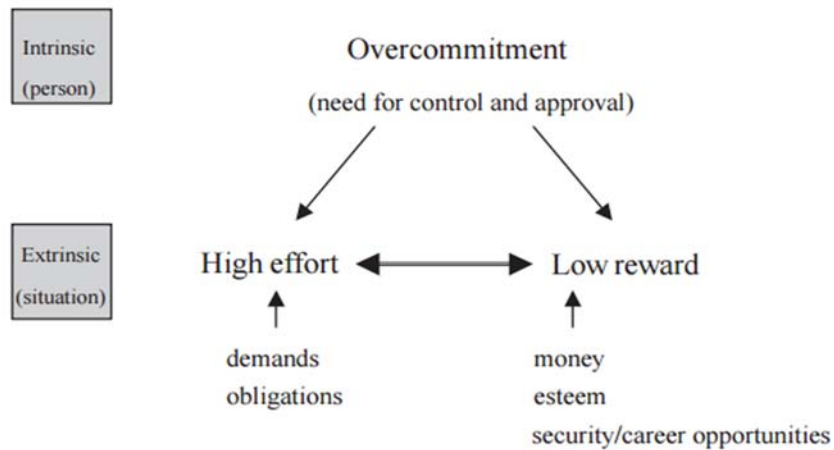 Intrinsic
(person)
Overcommitment
(need for control and approval)
Extrinsic
(situation)
High effort
Low reward
demands
obligations
money
esteem
security/career opportunities